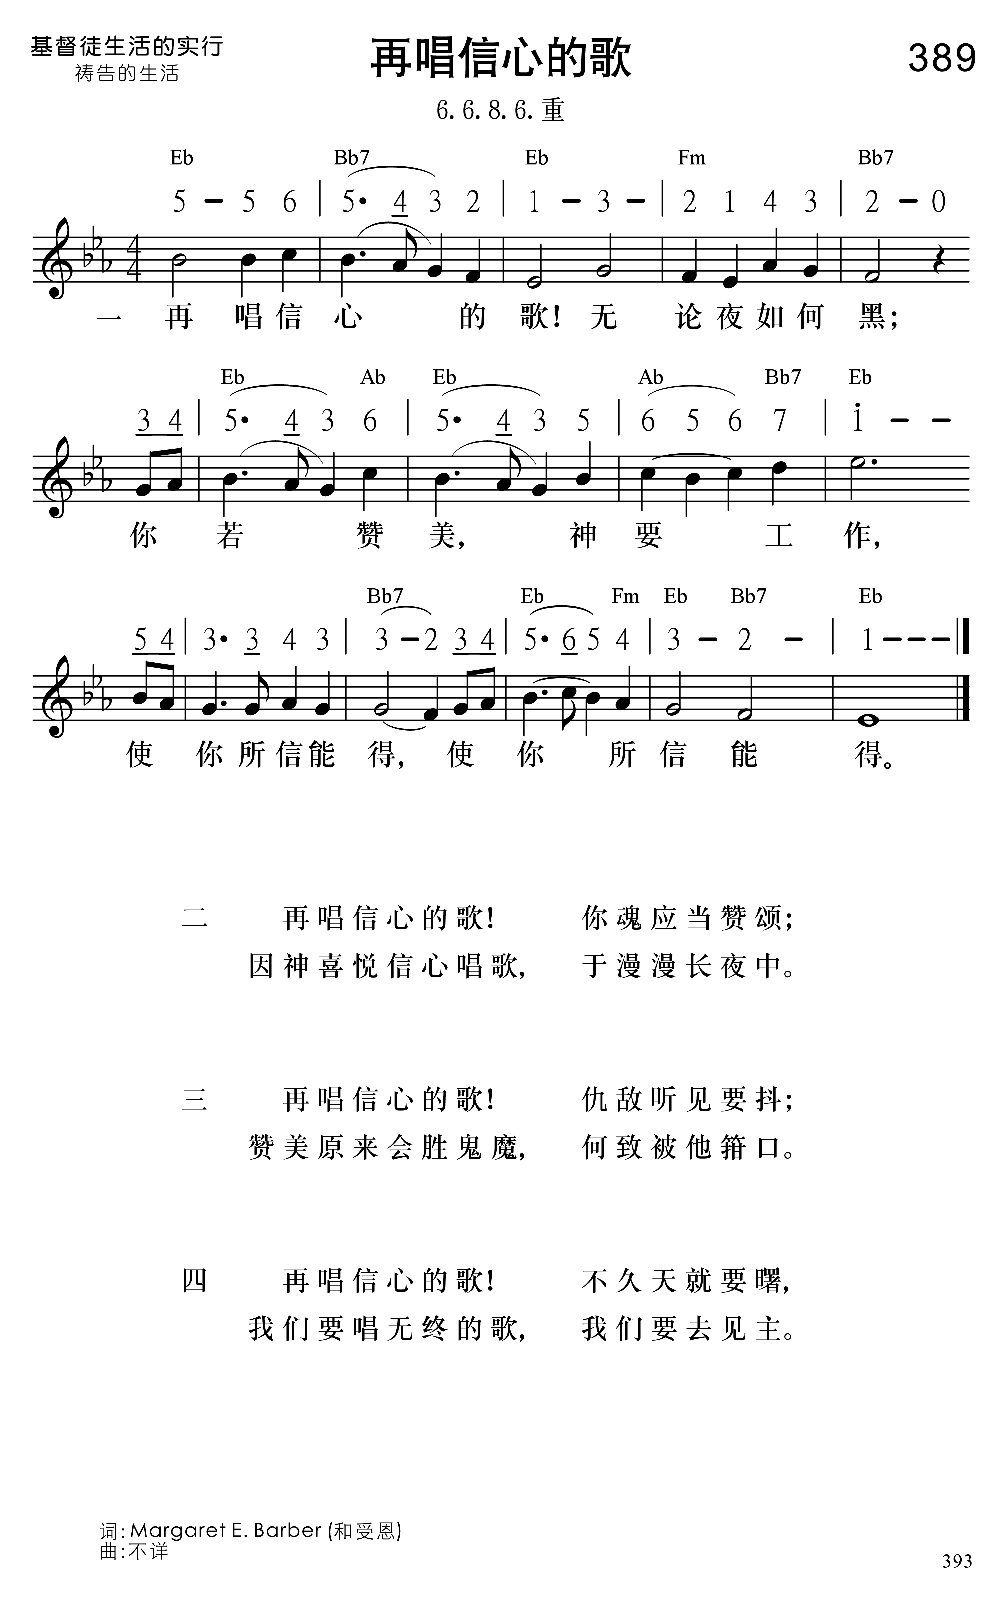 基督徒生活的实行
祷告的生活
再唱信心的歌
389
6.6.8.6.重
Eb Bb7 Eb Fm Bb7
5 – 5 6 | 5· 4 3 2 | 1 – 3 – | 2 1 4 3 | 2 – 0
4 4
一 再 唱 信 心 的 歌! 无 论 夜 如 何 黑;
Eb Ab Eb Ab Bb7 Eb
3 4 | 5· 4 3 6 | 5· 4 3 5 | 6 5 6 7 | 1 – –
你 若 赞 美, 神 要 工 作,
Bb7 Eb Fm Eb Bb7 Eb
5 4 | 3· 3 4 3 | 3 – 2 3 4 | 5· 6 5 4 | 3 – 2 – | 1 – – –
使 你 所 信 能 得, 使 你 所 信 能 得。
二 再唱信心的歌! 你魂应当赞颂;
因神喜悦信心唱歌, 于漫漫长夜中。
三 再唱信心的歌! 仇敌听见要抖;
赞美原来会胜鬼魔, 何致被他箝口。
四 再唱信心的歌! 不久天就要曙,
我们要唱无终的歌, 我们要去见主。
词: Margaret E. Barber (和受恩)
曲:不详
393